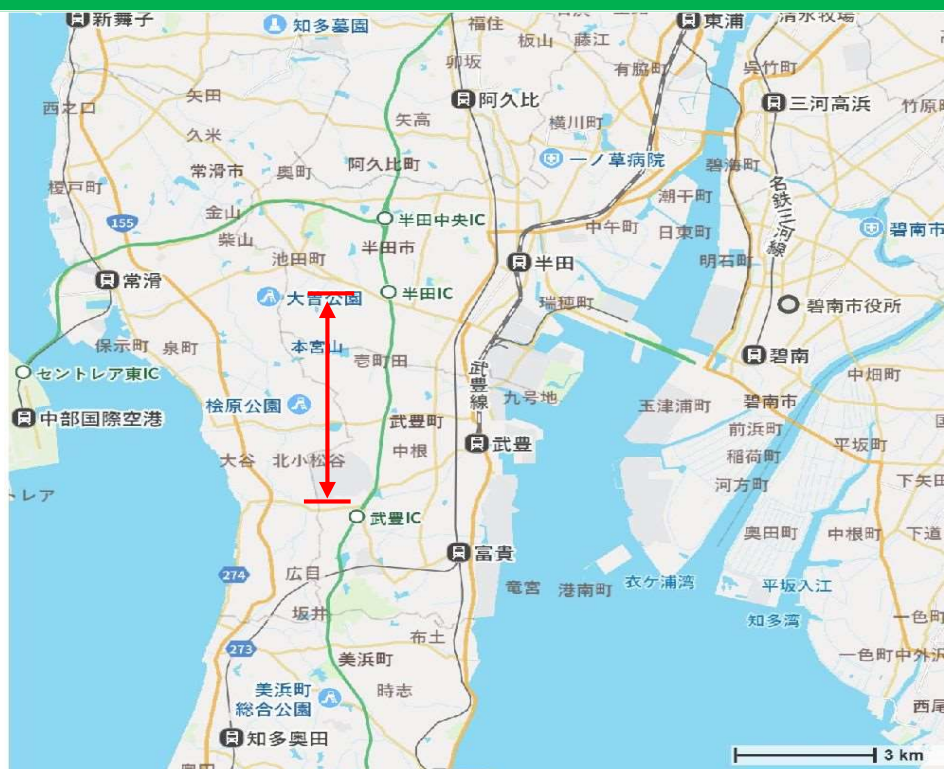 新舞子
知多墓園
福住
板山
藤江
東浦
清水牧場
卯坂
有脇町
呉竹町
西之口
矢田
阿久比
三河高浜
竹原町
矢高
横川町
久米
一ノ草病院
碧海町
常滑市
奥町
阿久比町
榎戸町
潮干町
名鉄三河線
155
金山
半田中央IC
中午町
日東町
碧南市
柴山
半田市
池田町
半田
明石町
常滑
大曽公園
半田IC
瑞穂町
碧南市役所
保示町
泉町
本宮山
壱町田
武豊線
碧南
セントレア東IC
九号地
中畑町
桧原公園
玉津浦町
碧南市
中部国際空港
武豊町
前浜町
武豊
平坂町
大谷
北小松谷
中根
稲荷町
河方町
下矢田
トレア
武豊IC
奥田町
中根町
下道
富貴
274
広目
竜宮
港南町
衣ケ浦湾
平坂入江
坂井
知多湾
一色町
273
布土
美浜町
一色町中外沢
美浜町
総合公園
時志
西尾
知多奥田
奥田
3 km